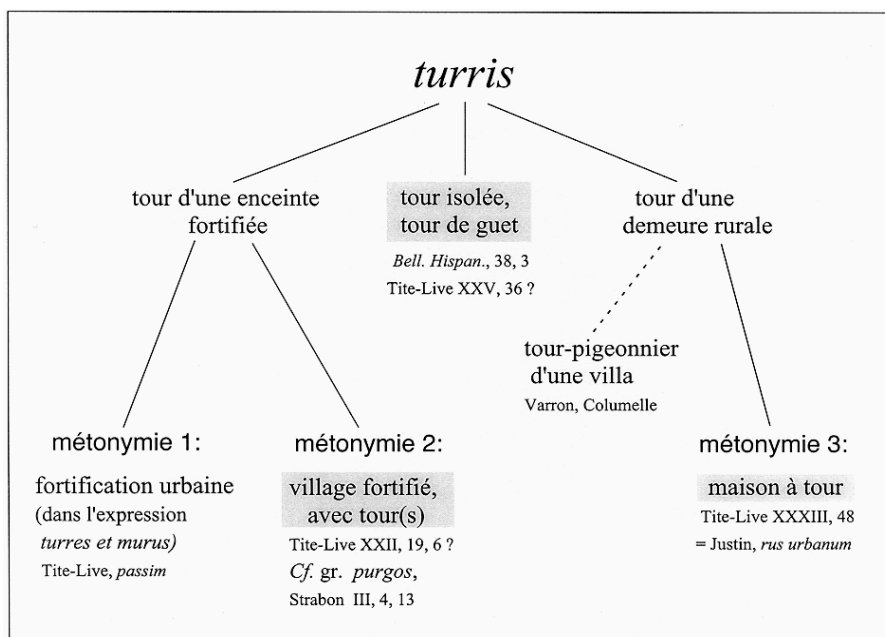 turris
tour d'une enceinte
fortifiée
tour isolée,
tour de guet
Bell. Hispan., 38, 3
Tite-Live XXV, 36 ?
tour d'une
demeure rurale
tour-pigeonnier
d'une villa
Varron, Columelle
métonymie 1:
fortification urbaine
(dans l'expression
turres et murus)
Tite-Live, passim
métonymie 2:
village fortifié,
avec tour(s)
Tite-Live XXII, 19, 6 ?
Cf. gr. purgos,
Strabon III, 4, 13
métonymie 3:
maison à tour
Tite-Live XXXIII, 48
= Justin, rus urbanum